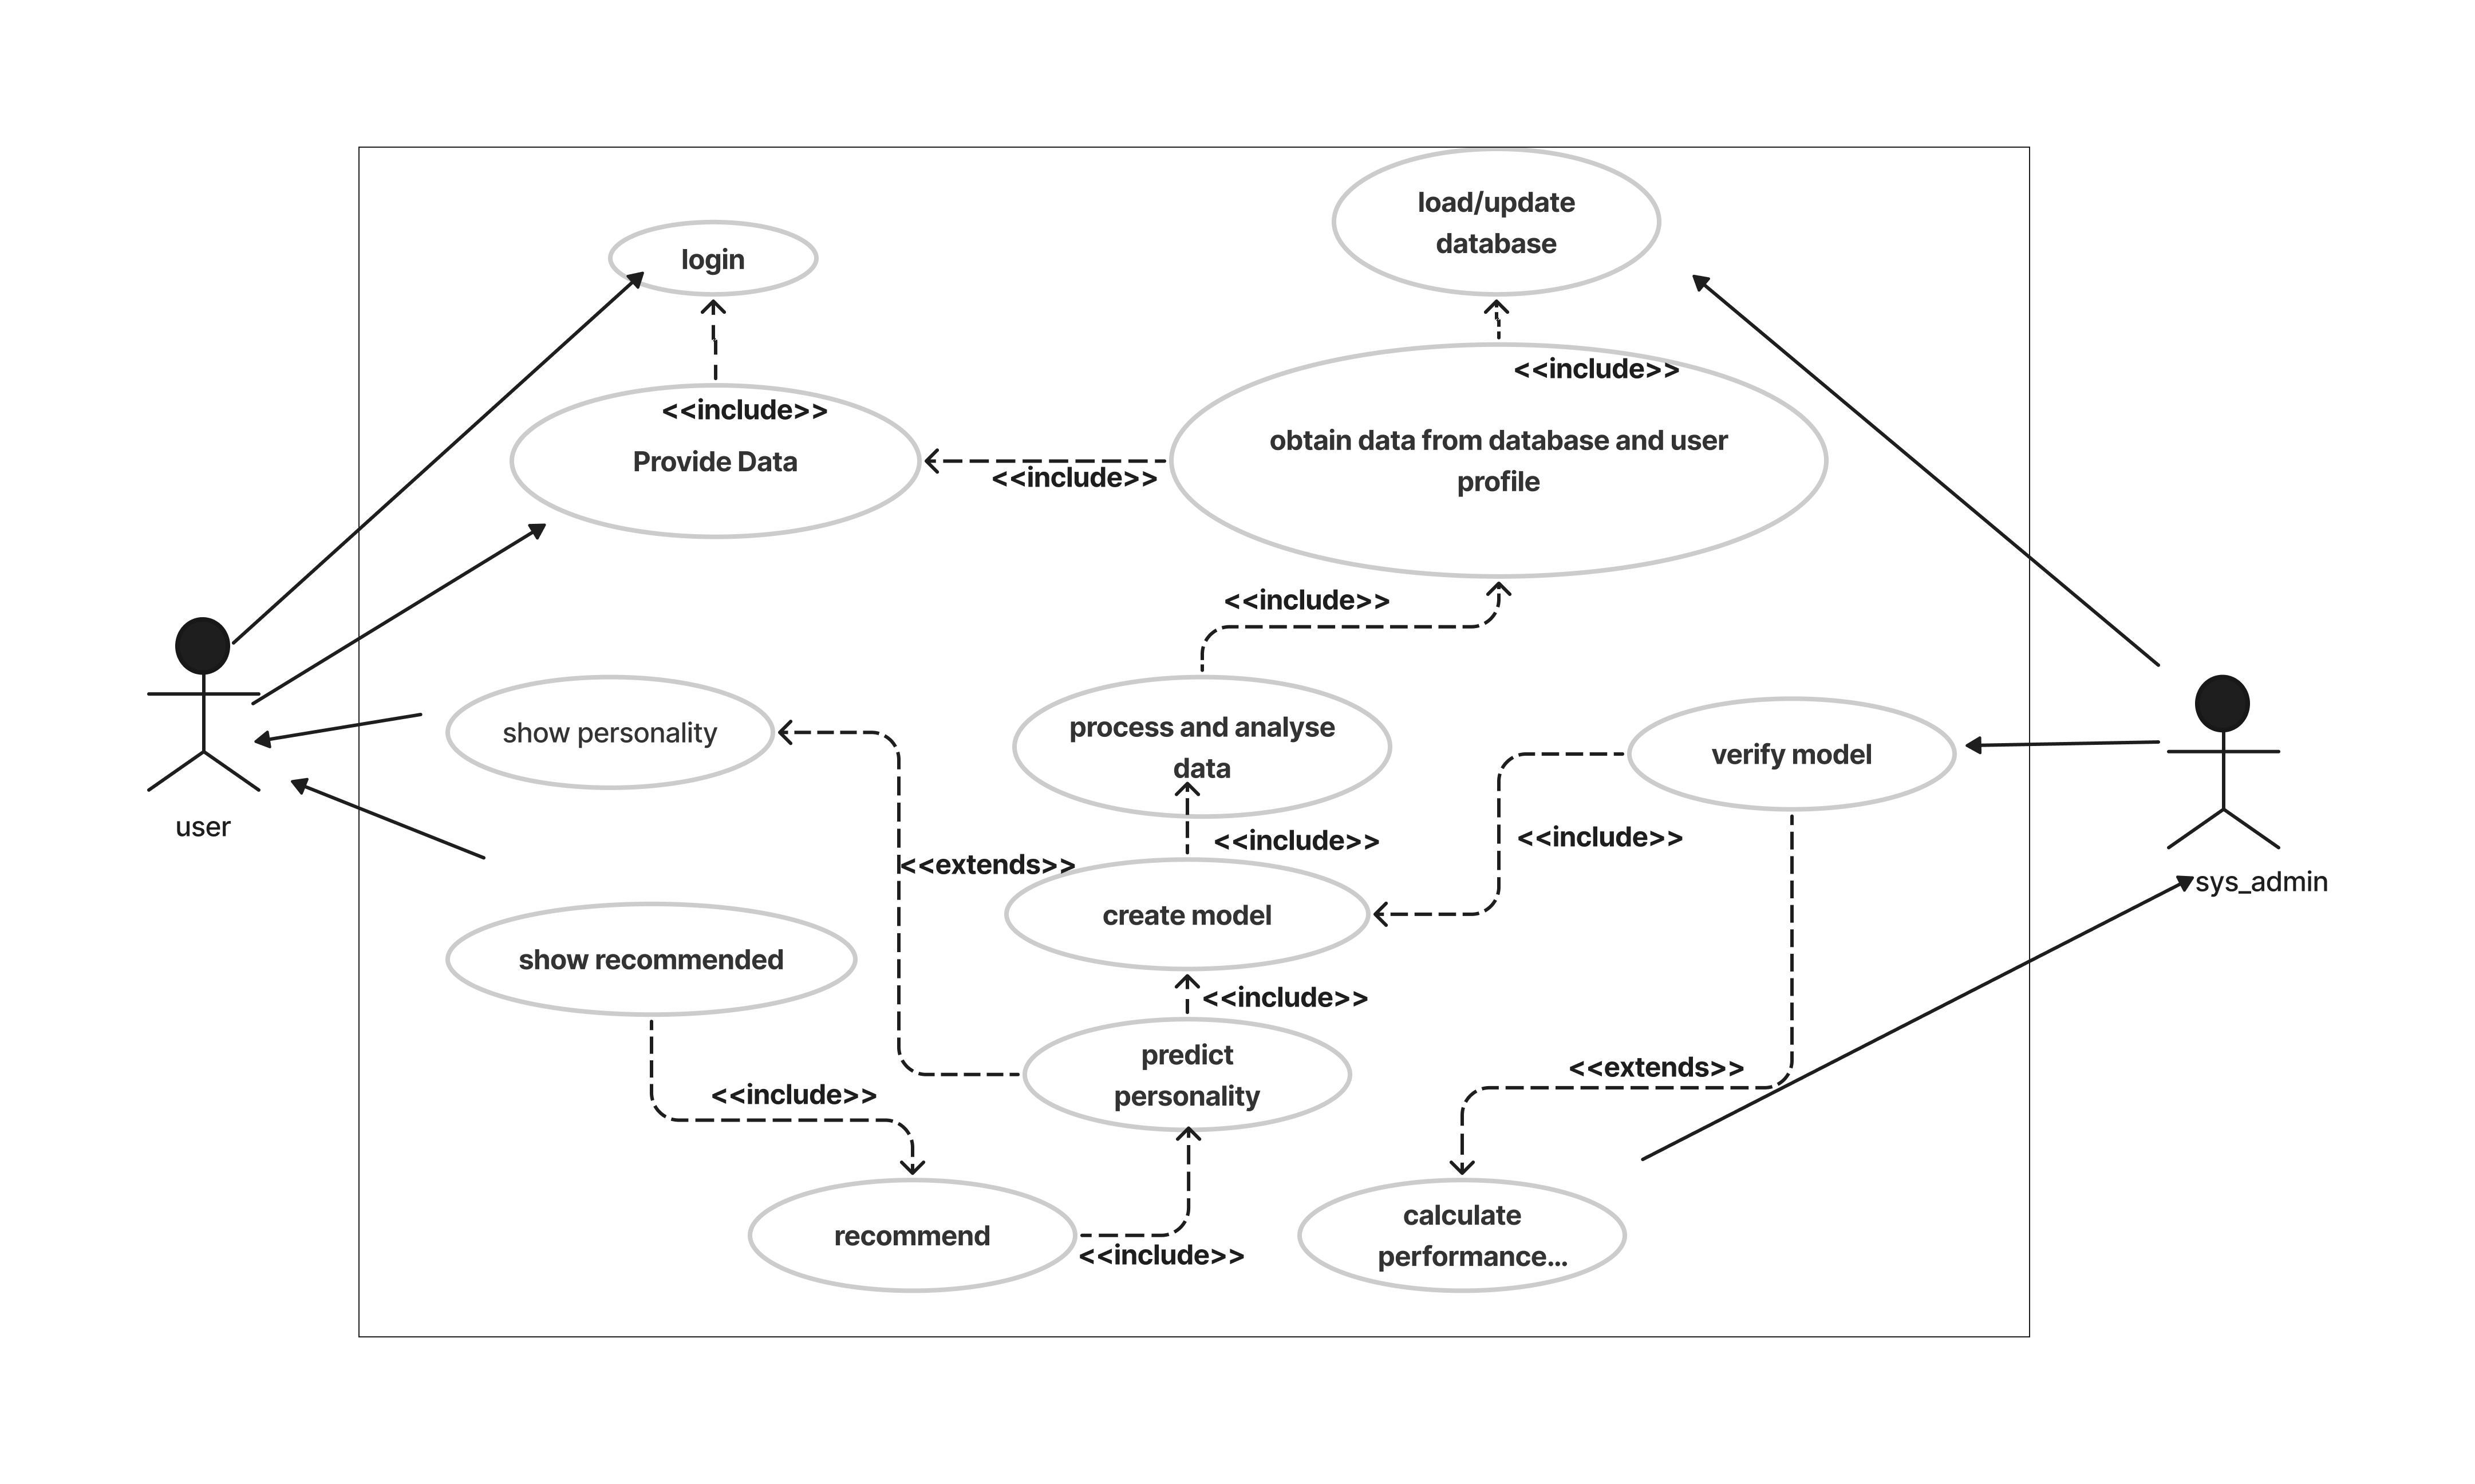 load/update
database
login
<<include>>
<<include>>
obtain data from database and user
profile
Provide Data
<<include>>
<<include>>
process and analyse
data
show personality
verify model
user
<<include>>
<<include>>
<<extends>>
sys_admin
create model
show recommended
<<include>>
predict
personality
<<extends>>
<<include>>
calculate
performance...
recommend
<<include>>